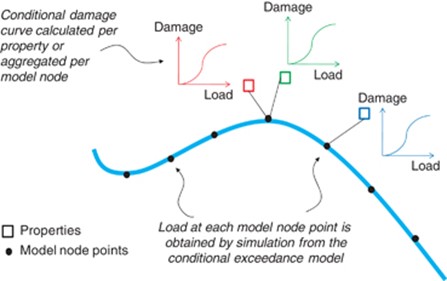 Conditional damage
curve calculated per
property or
aggregated per
model node
Damage
Load
Damage
Load
Damage
Load
Properties
Model node points
Load at each model node point is
obtained by simulation from the
conditional exceedance model